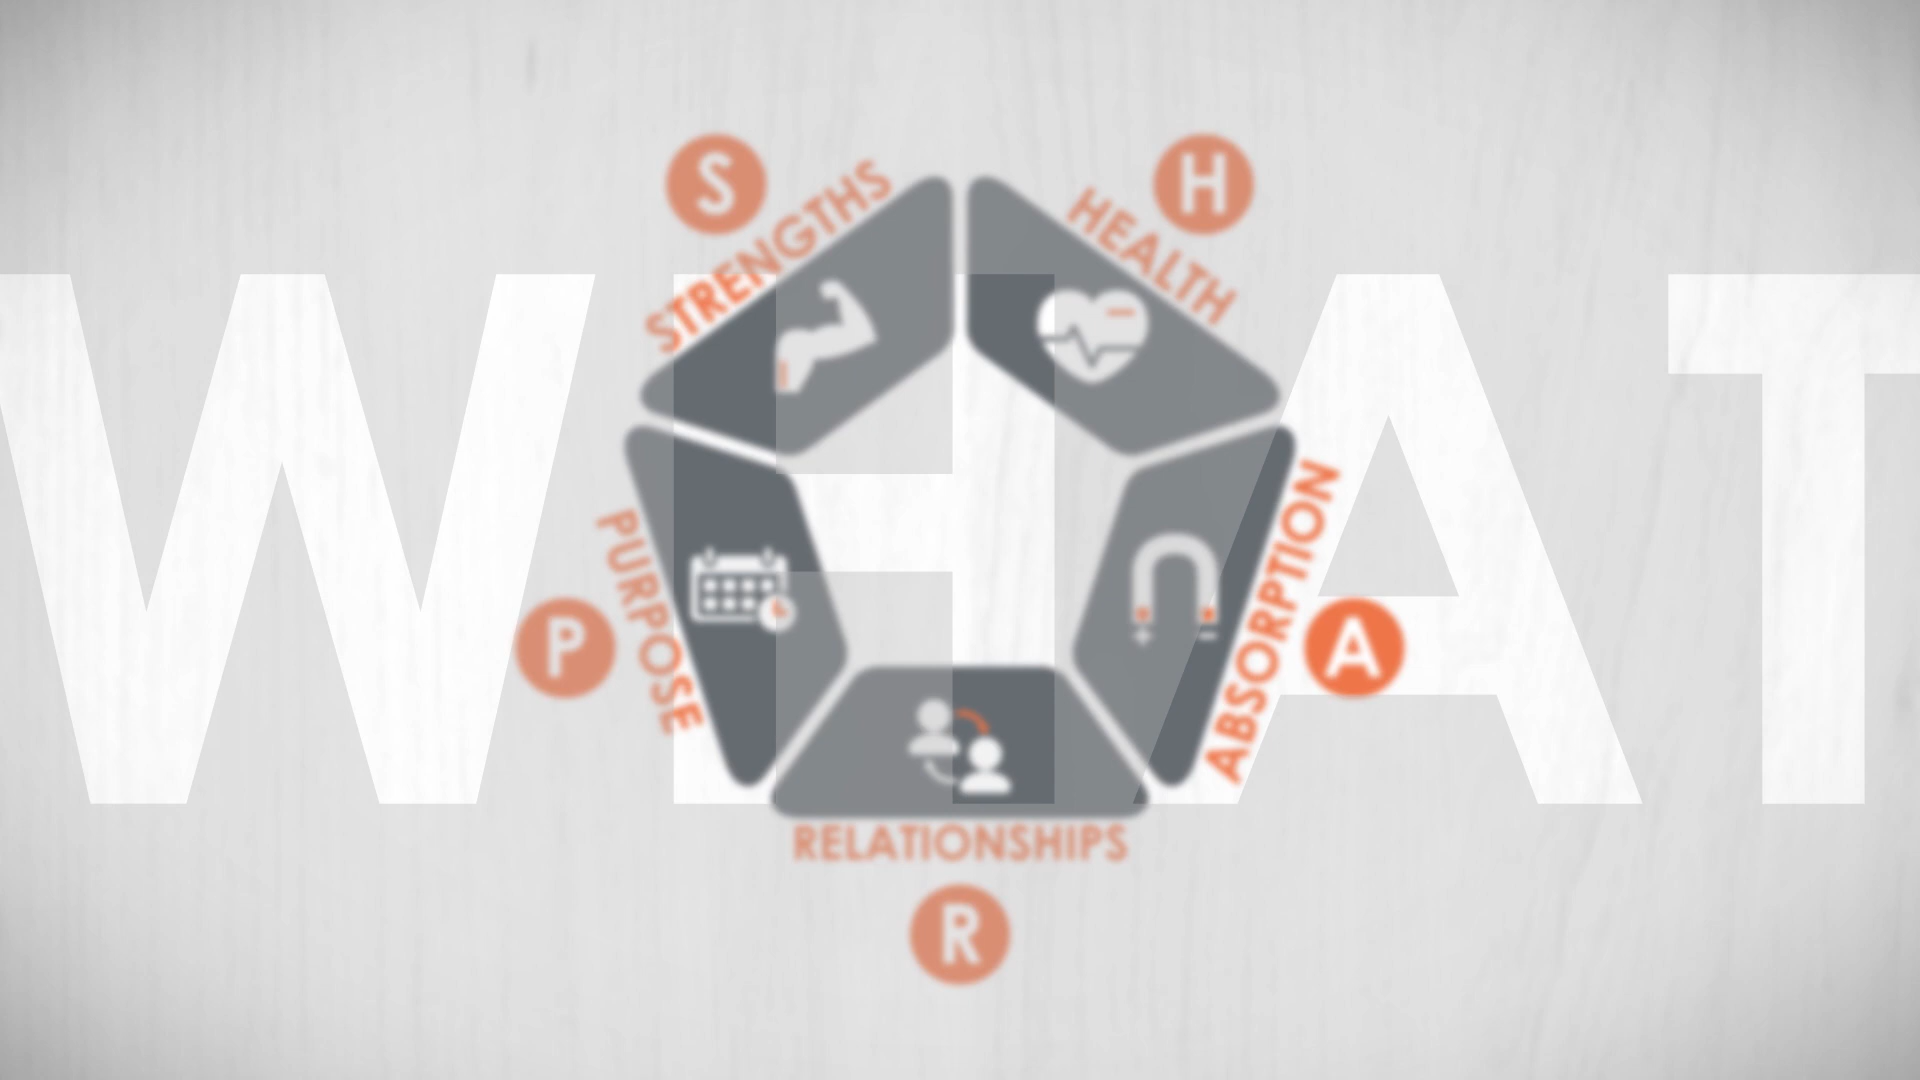 WHAT
S
STRENGTHS
H
HEALTH
A
ABSORPTION
R
RELATIONSHIPS
P
PURPOSE
+
−